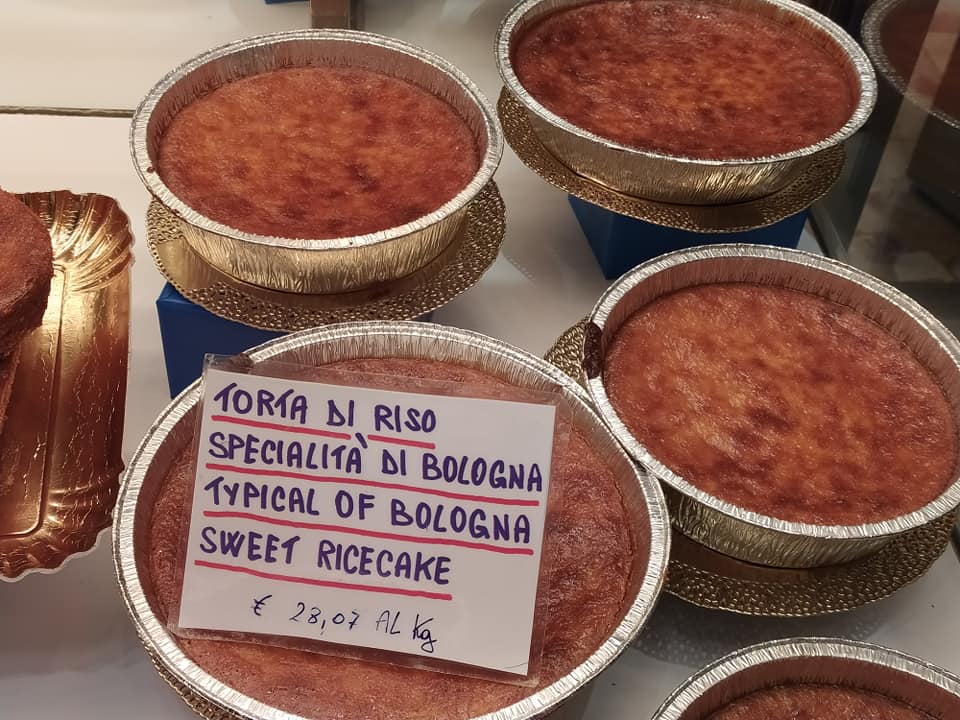 TORTA DI RISO
SPECIALITÀ DI BOLOGNA
TYPICAL OF BOLOGNA
SWEET RICECAKE
€ 28,07 AL Kg